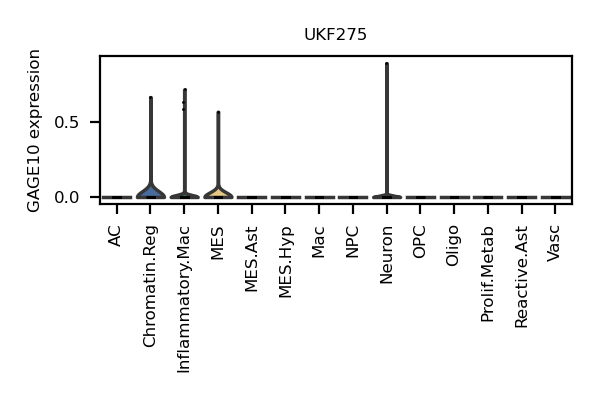 UKF275
GAGE10 expression
0.5
0.0
AC
Chromatin.Reg
Inflammatory.Mac
MES
MES.Ast
MES.Hyp
Mac
NPC
Neuron
OPC
Oligo
Prolif.Metab
Reactive.Ast
Vasc